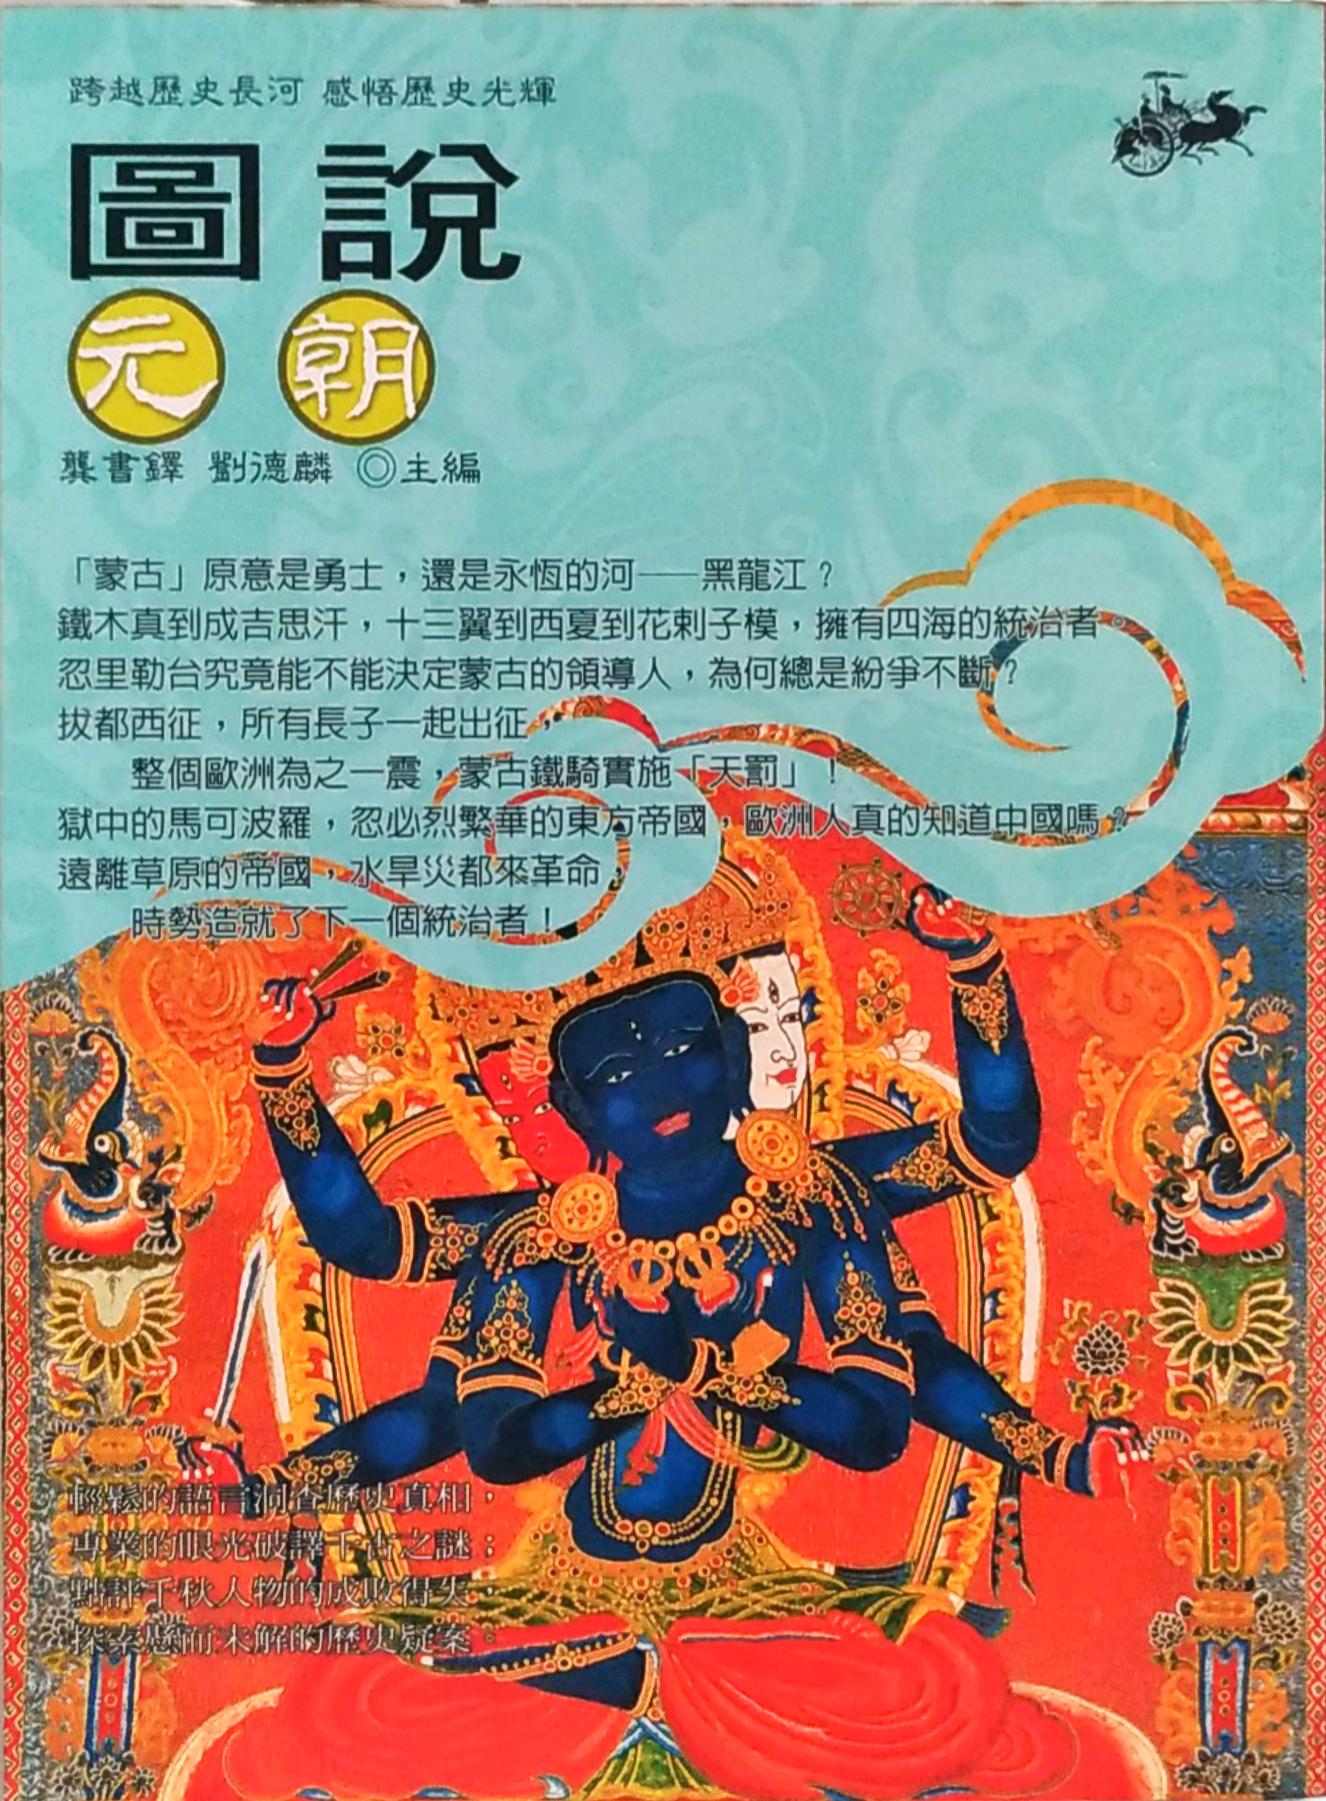 跨越歷史長河 感悟歷史光輝
圖說
元朝
龔書鐸 劉德麟 ◎主編
「蒙古」原意是勇士，還是永恆的河——黑龍江？
鐵木真到成吉思汗，十三翼到西夏到花剌子模，擁有四海的統治者。
忽里勒台究竟能不能決定蒙古的領導人，為何總是紛爭不斷？
拔都西征，所有長子一起出征，
整個歐洲為之一震，蒙古鐵騎實施「天罰」！
獄中的馬可波羅，忽必烈繁華的東方帝國，歐洲人真的知道中國嗎？
遠離草原的帝國，水旱災都來革命，
時勢造就了下一個統治者！
輕鬆的語言洞查歷史真相，
專業的眼光破譯千古之謎；
點評千秋人物的成敗得失，
探索懸而未解的歷史疑案。